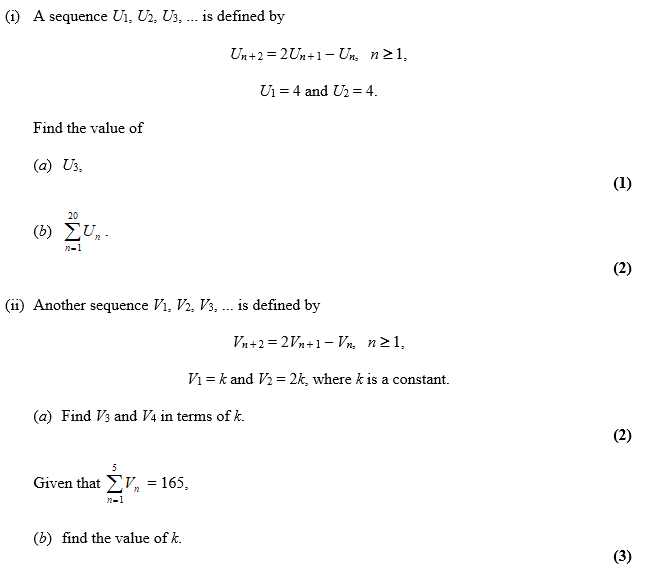 (i) A sequence U₁, U₂, U₃, ... is defined by
Uₙ₊₂ = 2Uₙ₊₁ – Uₙ, n ≥ 1,
U₁ = 4 and U₂ = 4.
Find the value of
(a) U₃,
(1)
(b) ∑_{n=1}^{20} Uₙ .
(2)
(ii) Another sequence V₁, V₂, V₃, ... is defined by
Vₙ₊₂ = 2Vₙ₊₁ – Vₙ, n ≥ 1,
V₁ = k and V₂ = 2k, where k is a constant.
(a) Find V₃ and V₄ in terms of k.
(2)
Given that ∑_{n=1}^{5} Vₙ = 165,
(b) find the value of k.
(3)